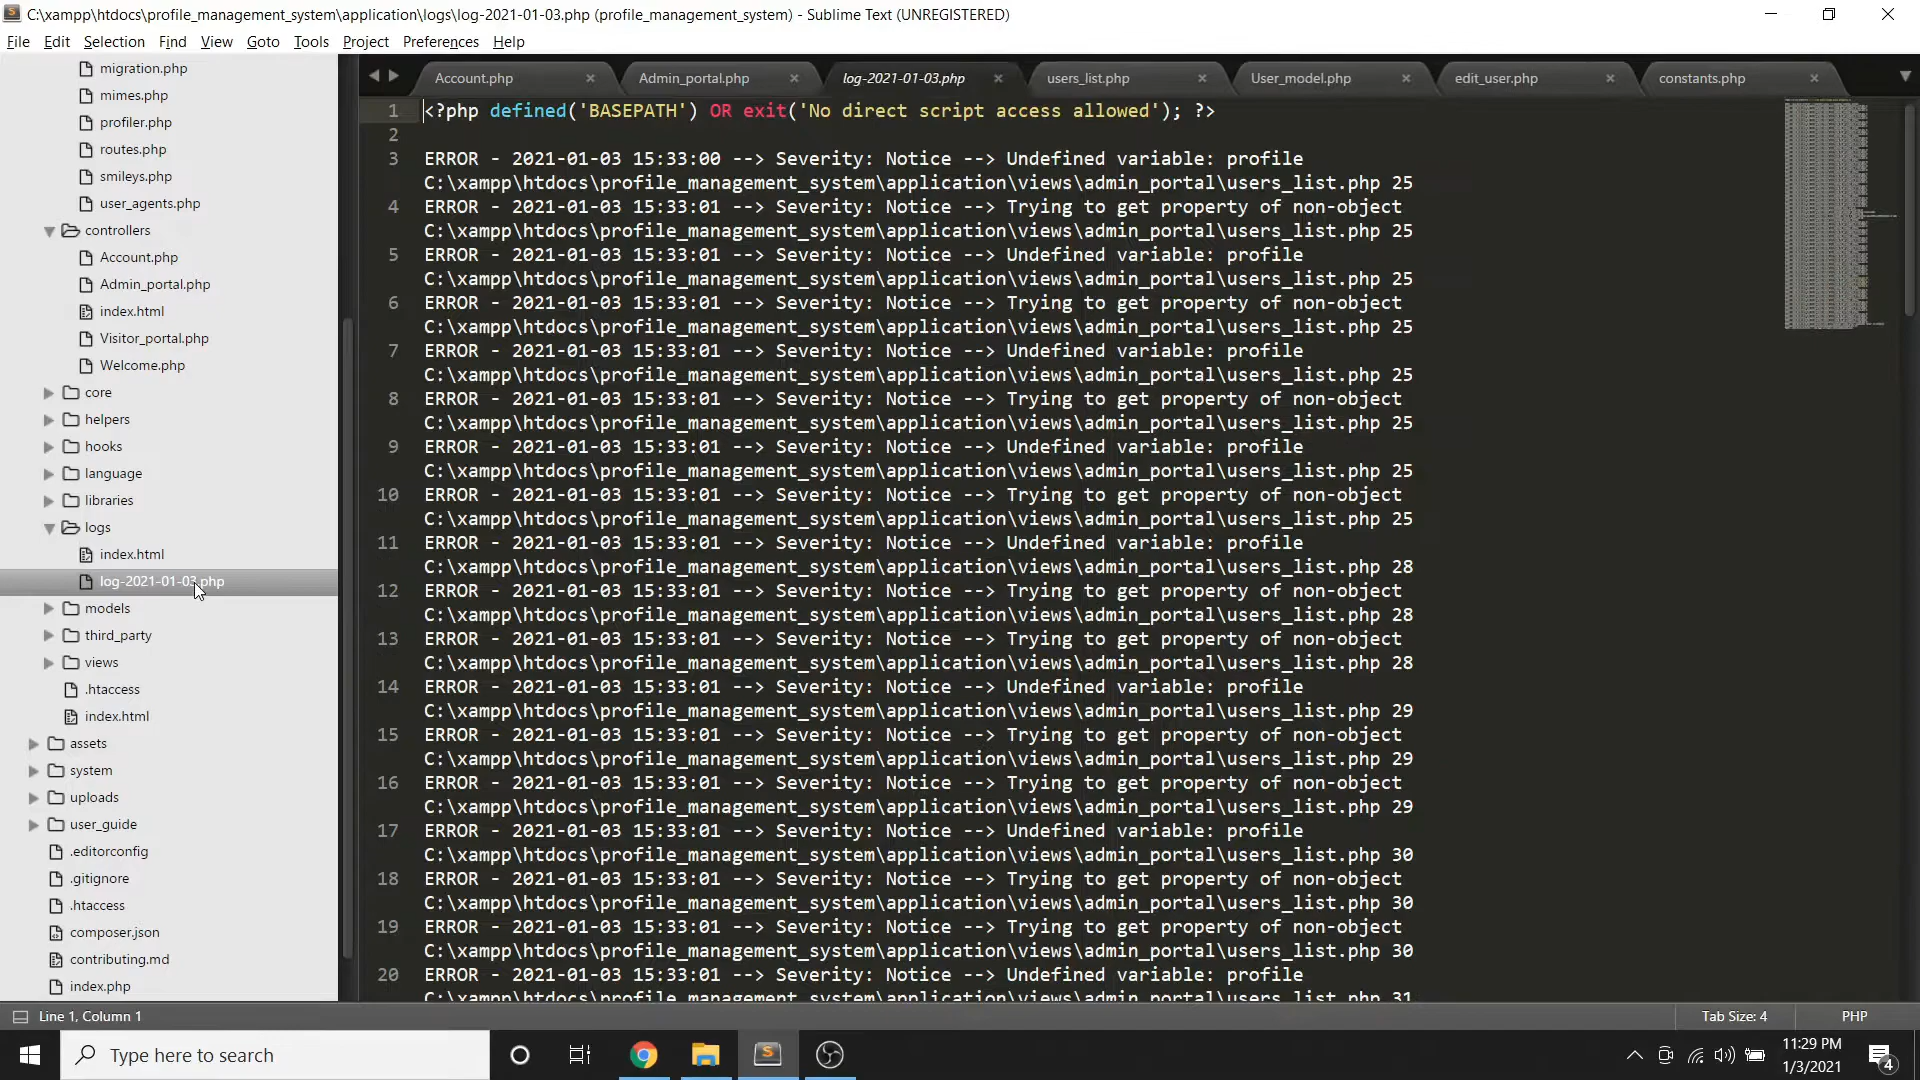 C:\xampp\htdocs\profile_management_system\application\logs\log-2021-01-03.php (profile_management_system) - Sublime Text (UNREGISTERED)
File Edit Selection Find View Goto Tools Project Preferences Help
migration.php
mimes.php
profiler.php
routes.php
smileys.php
user_agents.php
controllers
Account.php
Admin_portal.php
index.html
Visitor_portal.php
Welcome.php
core
helpers
hooks
language
libraries
logs
index.html
log-2021-01-03.php
models
third_party
views
.htaccess
index.html
assets
system
uploads
user_guide
.editorconfig
.gitignore
.htaccess
composer.json
contributing.md
index.php
Account.php Admin_portal.php log-2021-01-03.php users_list.php User_model.php edit_user.php constants.php
1 <?php defined('BASEPATH') OR exit('No direct script access allowed'); ?>
2
3 ERROR - 2021-01-03 15:33:00 --> Severity: Notice --> Undefined variable: profile
C:\xampp\htdocs\profile_management_system\application\views\admin_portal\users_list.php 25
4 ERROR - 2021-01-03 15:33:01 --> Severity: Notice --> Trying to get property of non-object
C:\xampp\htdocs\profile_management_system\application\views\admin_portal\users_list.php 25
5 ERROR - 2021-01-03 15:33:01 --> Severity: Notice --> Undefined variable: profile
C:\xampp\htdocs\profile_management_system\application\views\admin_portal\users_list.php 25
6 ERROR - 2021-01-03 15:33:01 --> Severity: Notice --> Trying to get property of non-object
C:\xampp\htdocs\profile_management_system\application\views\admin_portal\users_list.php 25
7 ERROR - 2021-01-03 15:33:01 --> Severity: Notice --> Undefined variable: profile
C:\xampp\htdocs\profile_management_system\application\views\admin_portal\users_list.php 25
8 ERROR - 2021-01-03 15:33:01 --> Severity: Notice --> Trying to get property of non-object
C:\xampp\htdocs\profile_management_system\application\views\admin_portal\users_list.php 25
9 ERROR - 2021-01-03 15:33:01 --> Severity: Notice --> Undefined variable: profile
C:\xampp\htdocs\profile_management_system\application\views\admin_portal\users_list.php 25
10 ERROR - 2021-01-03 15:33:01 --> Severity: Notice --> Trying to get property of non-object
C:\xampp\htdocs\profile_management_system\application\views\admin_portal\users_list.php 25
11 ERROR - 2021-01-03 15:33:01 --> Severity: Notice --> Undefined variable: profile
C:\xampp\htdocs\profile_management_system\application\views\admin_portal\users_list.php 28
12 ERROR - 2021-01-03 15:33:01 --> Severity: Notice --> Trying to get property of non-object
C:\xampp\htdocs\profile_management_system\application\views\admin_portal\users_list.php 28
13 ERROR - 2021-01-03 15:33:01 --> Severity: Notice --> Trying to get property of non-object
C:\xampp\htdocs\profile_management_system\application\views\admin_portal\users_list.php 28
14 ERROR - 2021-01-03 15:33:01 --> Severity: Notice --> Undefined variable: profile
C:\xampp\htdocs\profile_management_system\application\views\admin_portal\users_list.php 29
15 ERROR - 2021-01-03 15:33:01 --> Severity: Notice --> Trying to get property of non-object
C:\xampp\htdocs\profile_management_system\application\views\admin_portal\users_list.php 29
16 ERROR - 2021-01-03 15:33:01 --> Severity: Notice --> Trying to get property of non-object
C:\xampp\htdocs\profile_management_system\application\views\admin_portal\users_list.php 29
17 ERROR - 2021-01-03 15:33:01 --> Severity: Notice --> Undefined variable: profile
C:\xampp\htdocs\profile_management_system\application\views\admin_portal\users_list.php 30
18 ERROR - 2021-01-03 15:33:01 --> Severity: Notice --> Trying to get property of non-object
C:\xampp\htdocs\profile_management_system\application\views\admin_portal\users_list.php 30
19 ERROR - 2021-01-03 15:33:01 --> Severity: Notice --> Trying to get property of non-object
C:\xampp\htdocs\profile_management_system\application\views\admin_portal\users_list.php 30
20 ERROR - 2021-01-03 15:33:01 --> Severity: Notice --> Undefined variable: profile
C:\xampp\htdocs\profile_management_system\application\views\admin_portal\users_list.php 31
Line 1, Column 1 Tab Size: 4 PHP
Type here to search
11:29 PM
1/3/2021
4